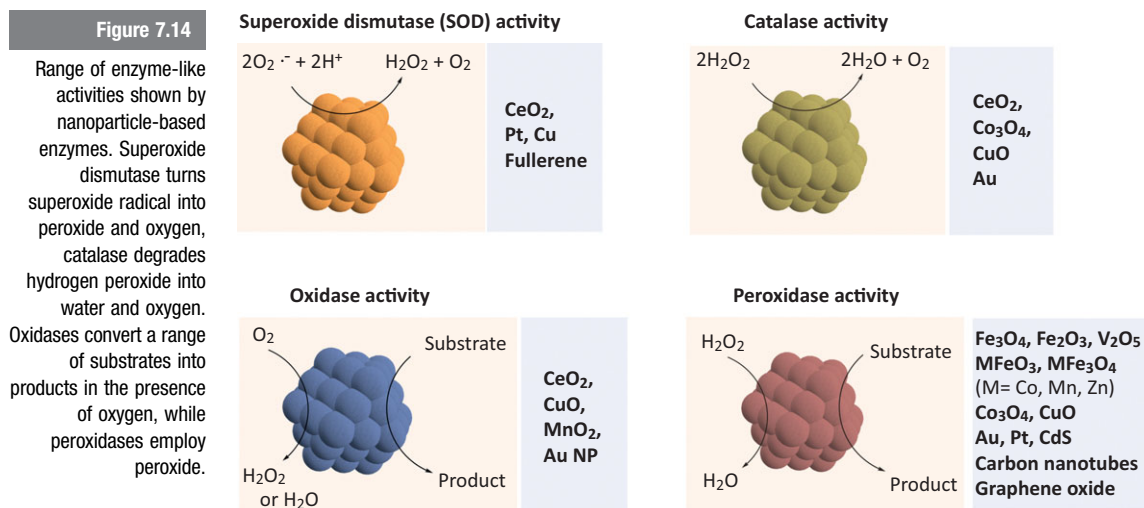 Figure 7.14
Range of enzyme-like
activities shown by
nanoparticle-based
enzymes. Superoxide
dismutase turns
superoxide radical into
peroxide and oxygen,
catalase degrades
hydrogen peroxide into
water and oxygen.
Oxidases convert a range
of substrates into
products in the presence
of oxygen, while
peroxidases employ
peroxide.
Superoxide dismutase (SOD) activity
2O₂ ·⁻ + 2H⁺
H₂O₂ + O₂
CeO₂,
Pt, Cu
Fullerene
Catalase activity
2H₂O₂
2H₂O + O₂
CeO₂,
Co₃O₄,
CuO
Au
Oxidase activity
O₂
Substrate
H₂O₂
or H₂O
Product
CeO₂,
CuO,
MnO₂,
Au NP
Peroxidase activity
H₂O₂
Substrate
H₂O
Product
Fe₃O₄, Fe₂O₃, V₂O₅
MFeO₃, MFe₃O₄
(M= Co, Mn, Zn)
Co₃O₄, CuO
Au, Pt, CdS
Carbon nanotubes
Graphene oxide